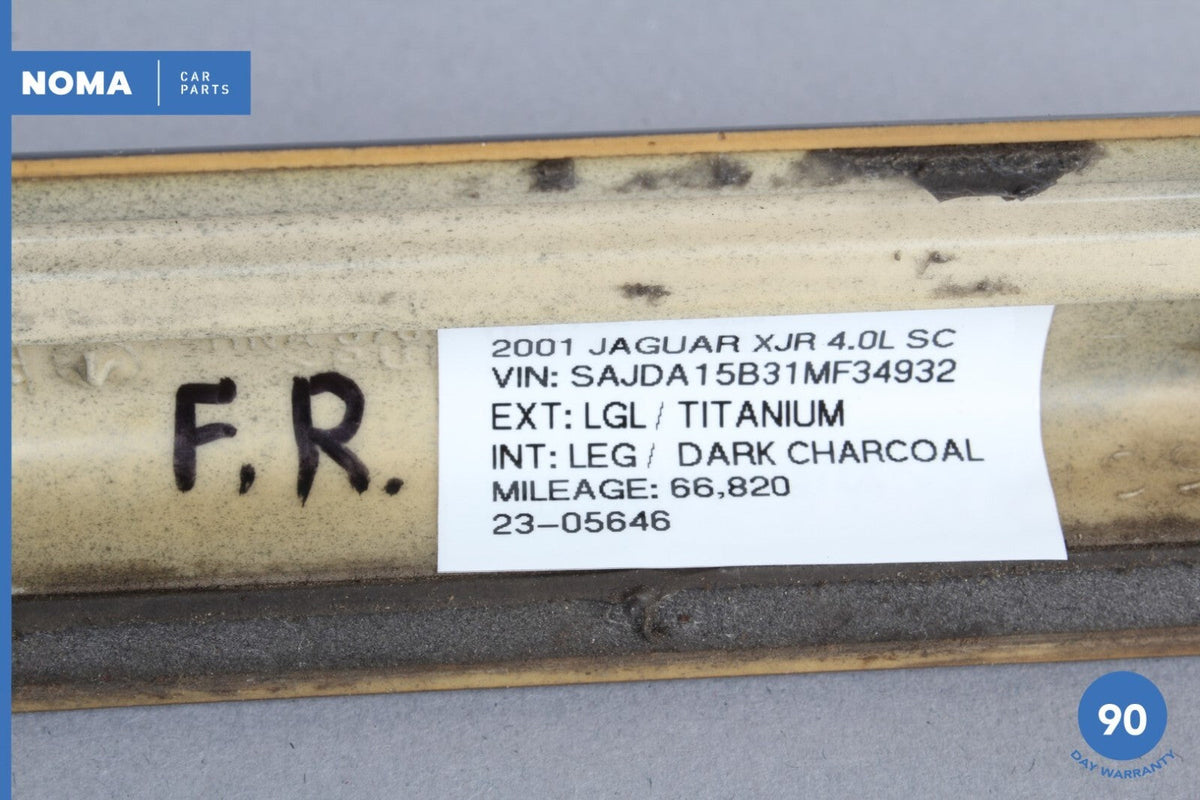 NOMA
CAR
PARTS
F.R.
2001 JAGUAR XJR 4.0L SC
VIN: SAJDA15B31MF34932
EXT: LGL / TITANIUM
INT: LEG / DARK CHARCOAL
MILEAGE: 66,820
23-05646
90
DAY WARRANTY